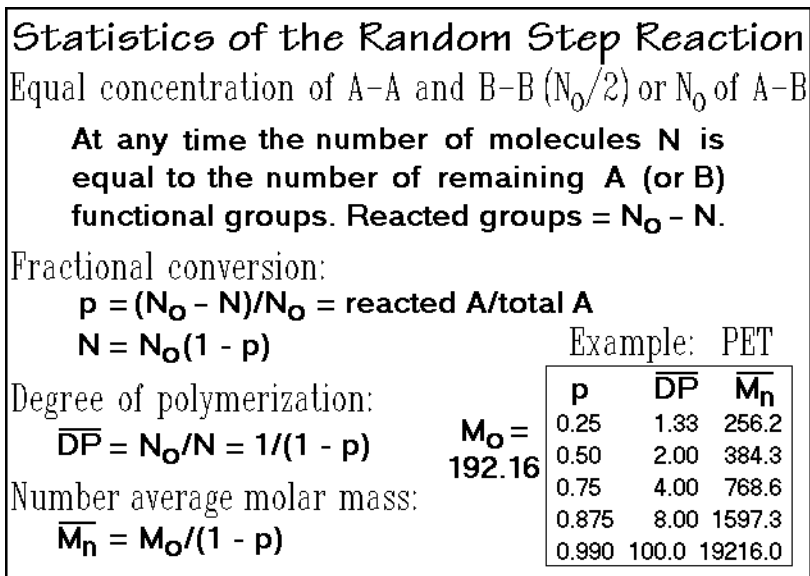 Statistics of the Random Step Reaction
Equal concentration of A-A and B-B (N₀/2) or N₀ of A-B
At any time the number of molecules N is
equal to the number of remaining A (or B)
functional groups. Reacted groups = Nₒ - N.
Fractional conversion:
p = (Nₒ - N)/Nₒ = reacted A/total A
N = Nₒ(1 - p)
Degree of polymerization:
D̅P̅ = Nₒ/N = 1/(1 - p)
Number average molar mass:
M̅n̅ = Mₒ/(1 - p)
Example: PET
Mₒ =
192.16
p D̅P̅ M̅n̅
0.25 1.33 256.2
0.50 2.00 384.3
0.75 4.00 768.6
0.875 8.00 1597.3
0.990 100.0 19216.0